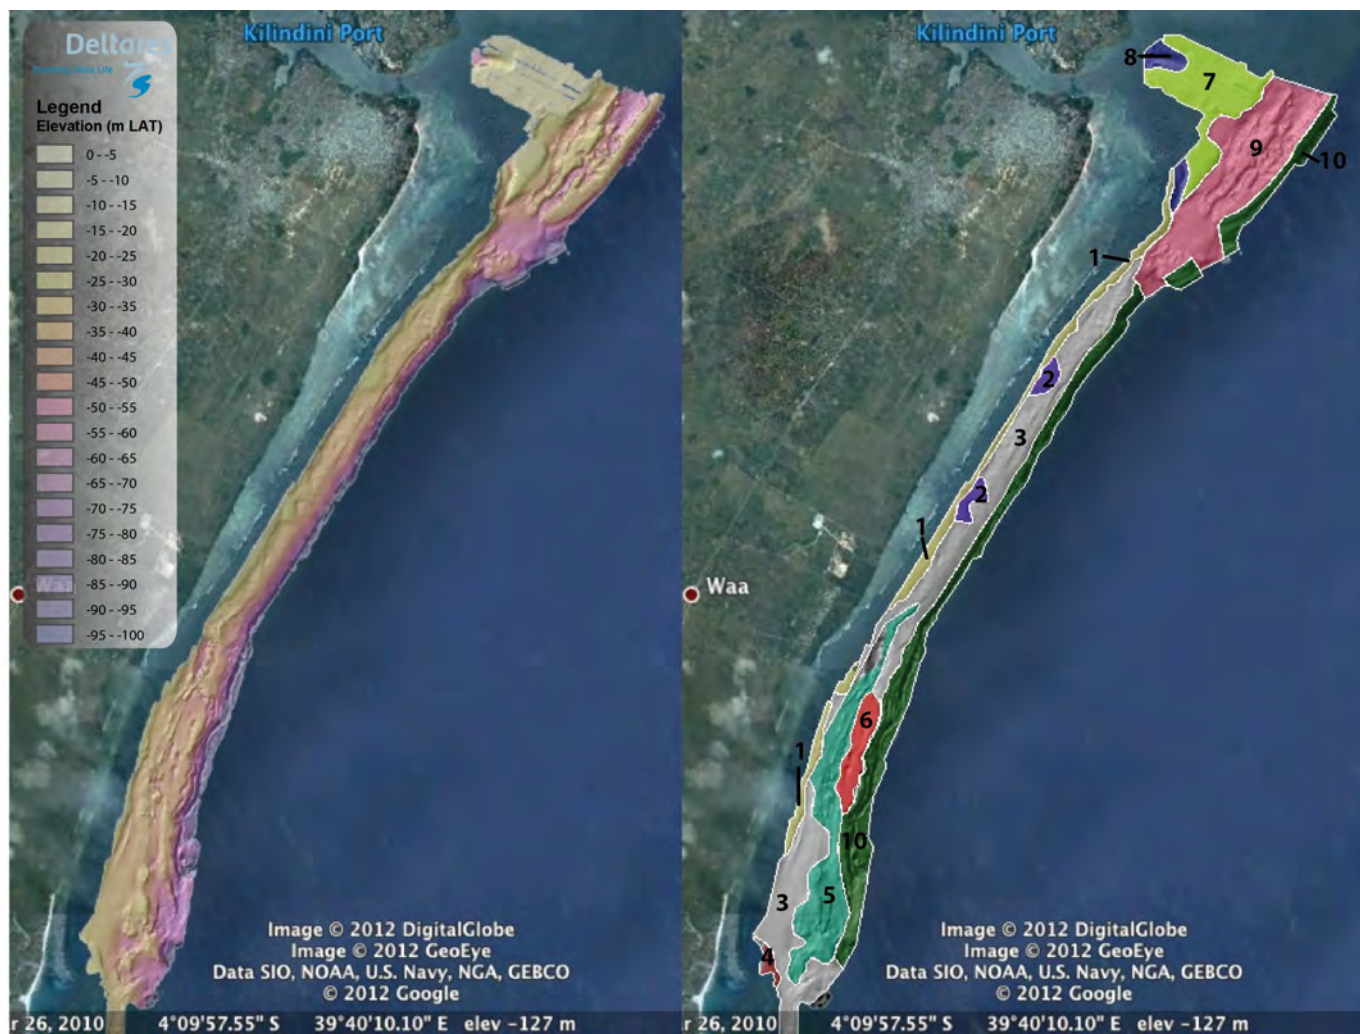 Kilindini Port
Deltares
Legend
Elevation (m LAT)
0 - -5
-5 - -10
-10 - -15
-15 - -20
-20 - -25
-25 - -30
-30 - -35
-35 - -40
-40 - -45
-45 - -50
-50 - -55
-55 - -60
-60 - -65
-65 - -70
-70 - -75
-75 - -80
-80 - -85
-85 - -90
-90 - -95
-95 - -100
Image © 2012 DigitalGlobe
Image © 2012 GeoEye
Data SIO, NOAA, U.S. Navy, NGA, GEBCO
© 2012 Google
r 26, 2010 4°09'57.55" S 39°40'10.10" E elev -127 m
Kilindini Port
8
7
9
10
1
2
3
2
1
Waa
6
1
10
3
5
4
Image © 2012 DigitalGlobe
Image © 2012 GeoEye
Data SIO, NOAA, U.S. Navy, NGA, GEBCO
© 2012 Google
r 26, 2010 4°09'57.55" S 39°40'10.10" E elev -127 m